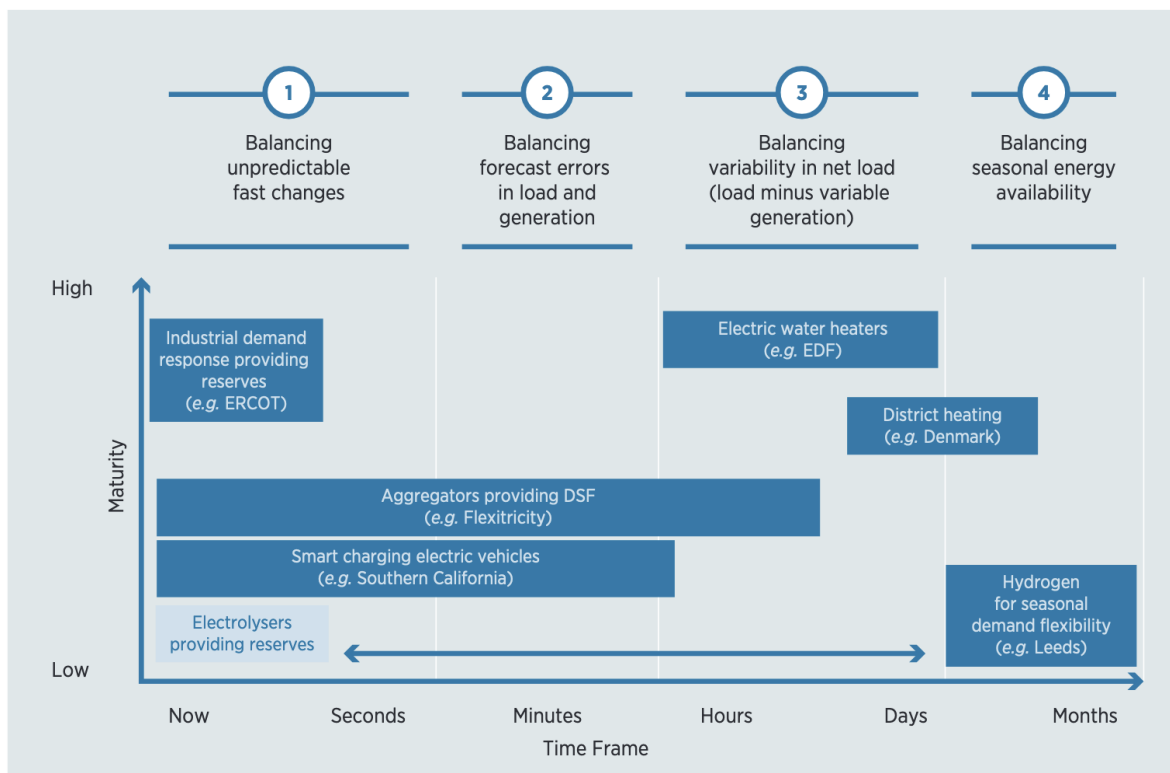 1
Balancing
unpredictable
fast changes
2
Balancing
forecast errors
in load and
generation
3
Balancing
variability in net load
(load minus variable
generation)
4
Balancing
seasonal energy
availability
High
Maturity
Low
Industrial demand
response providing
reserves
(e.g. ERCOT)
Electric water heaters
(e.g. EDF)
District heating
(e.g. Denmark)
Aggregators providing DSF
(e.g. Flexitricity)
Smart charging electric vehicles
(e.g. Southern California)
Electrolysers
providing reserves
Hydrogen
for seasonal
demand flexibility
(e.g. Leeds)
Now
Seconds
Minutes
Hours
Days
Months
Time Frame